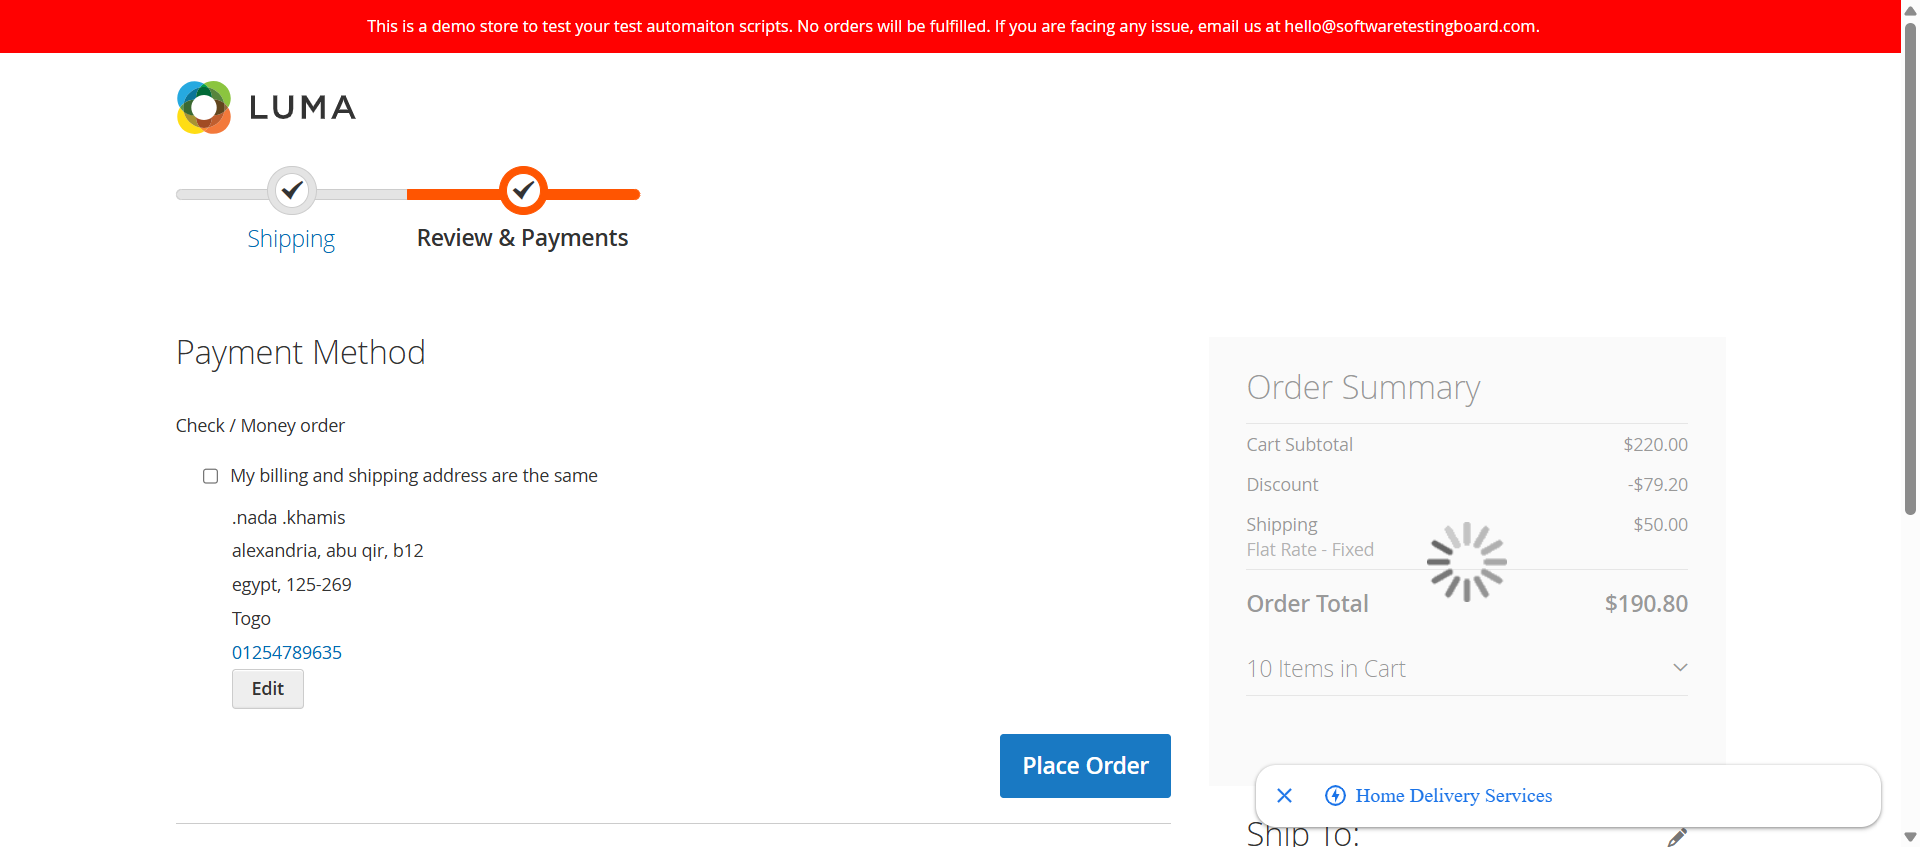 This is a demo store to test your test automaiton scripts. No orders will be fulfilled. If you are facing any issue, email us at hello@softwaretestingboard.com.
LUMA
Shipping
Review & Payments
Payment Method
Check / Money order
My billing and shipping address are the same
.nada .khamis
alexandria, abu qir, b12
egypt, 125-269
Togo
01254789635
Edit
Place Order
Order Summary
Cart Subtotal $220.00
Discount -$79.20
Shipping $50.00
Flat Rate - Fixed
Order Total $190.80
10 Items in Cart
Home Delivery Services
Ship To: